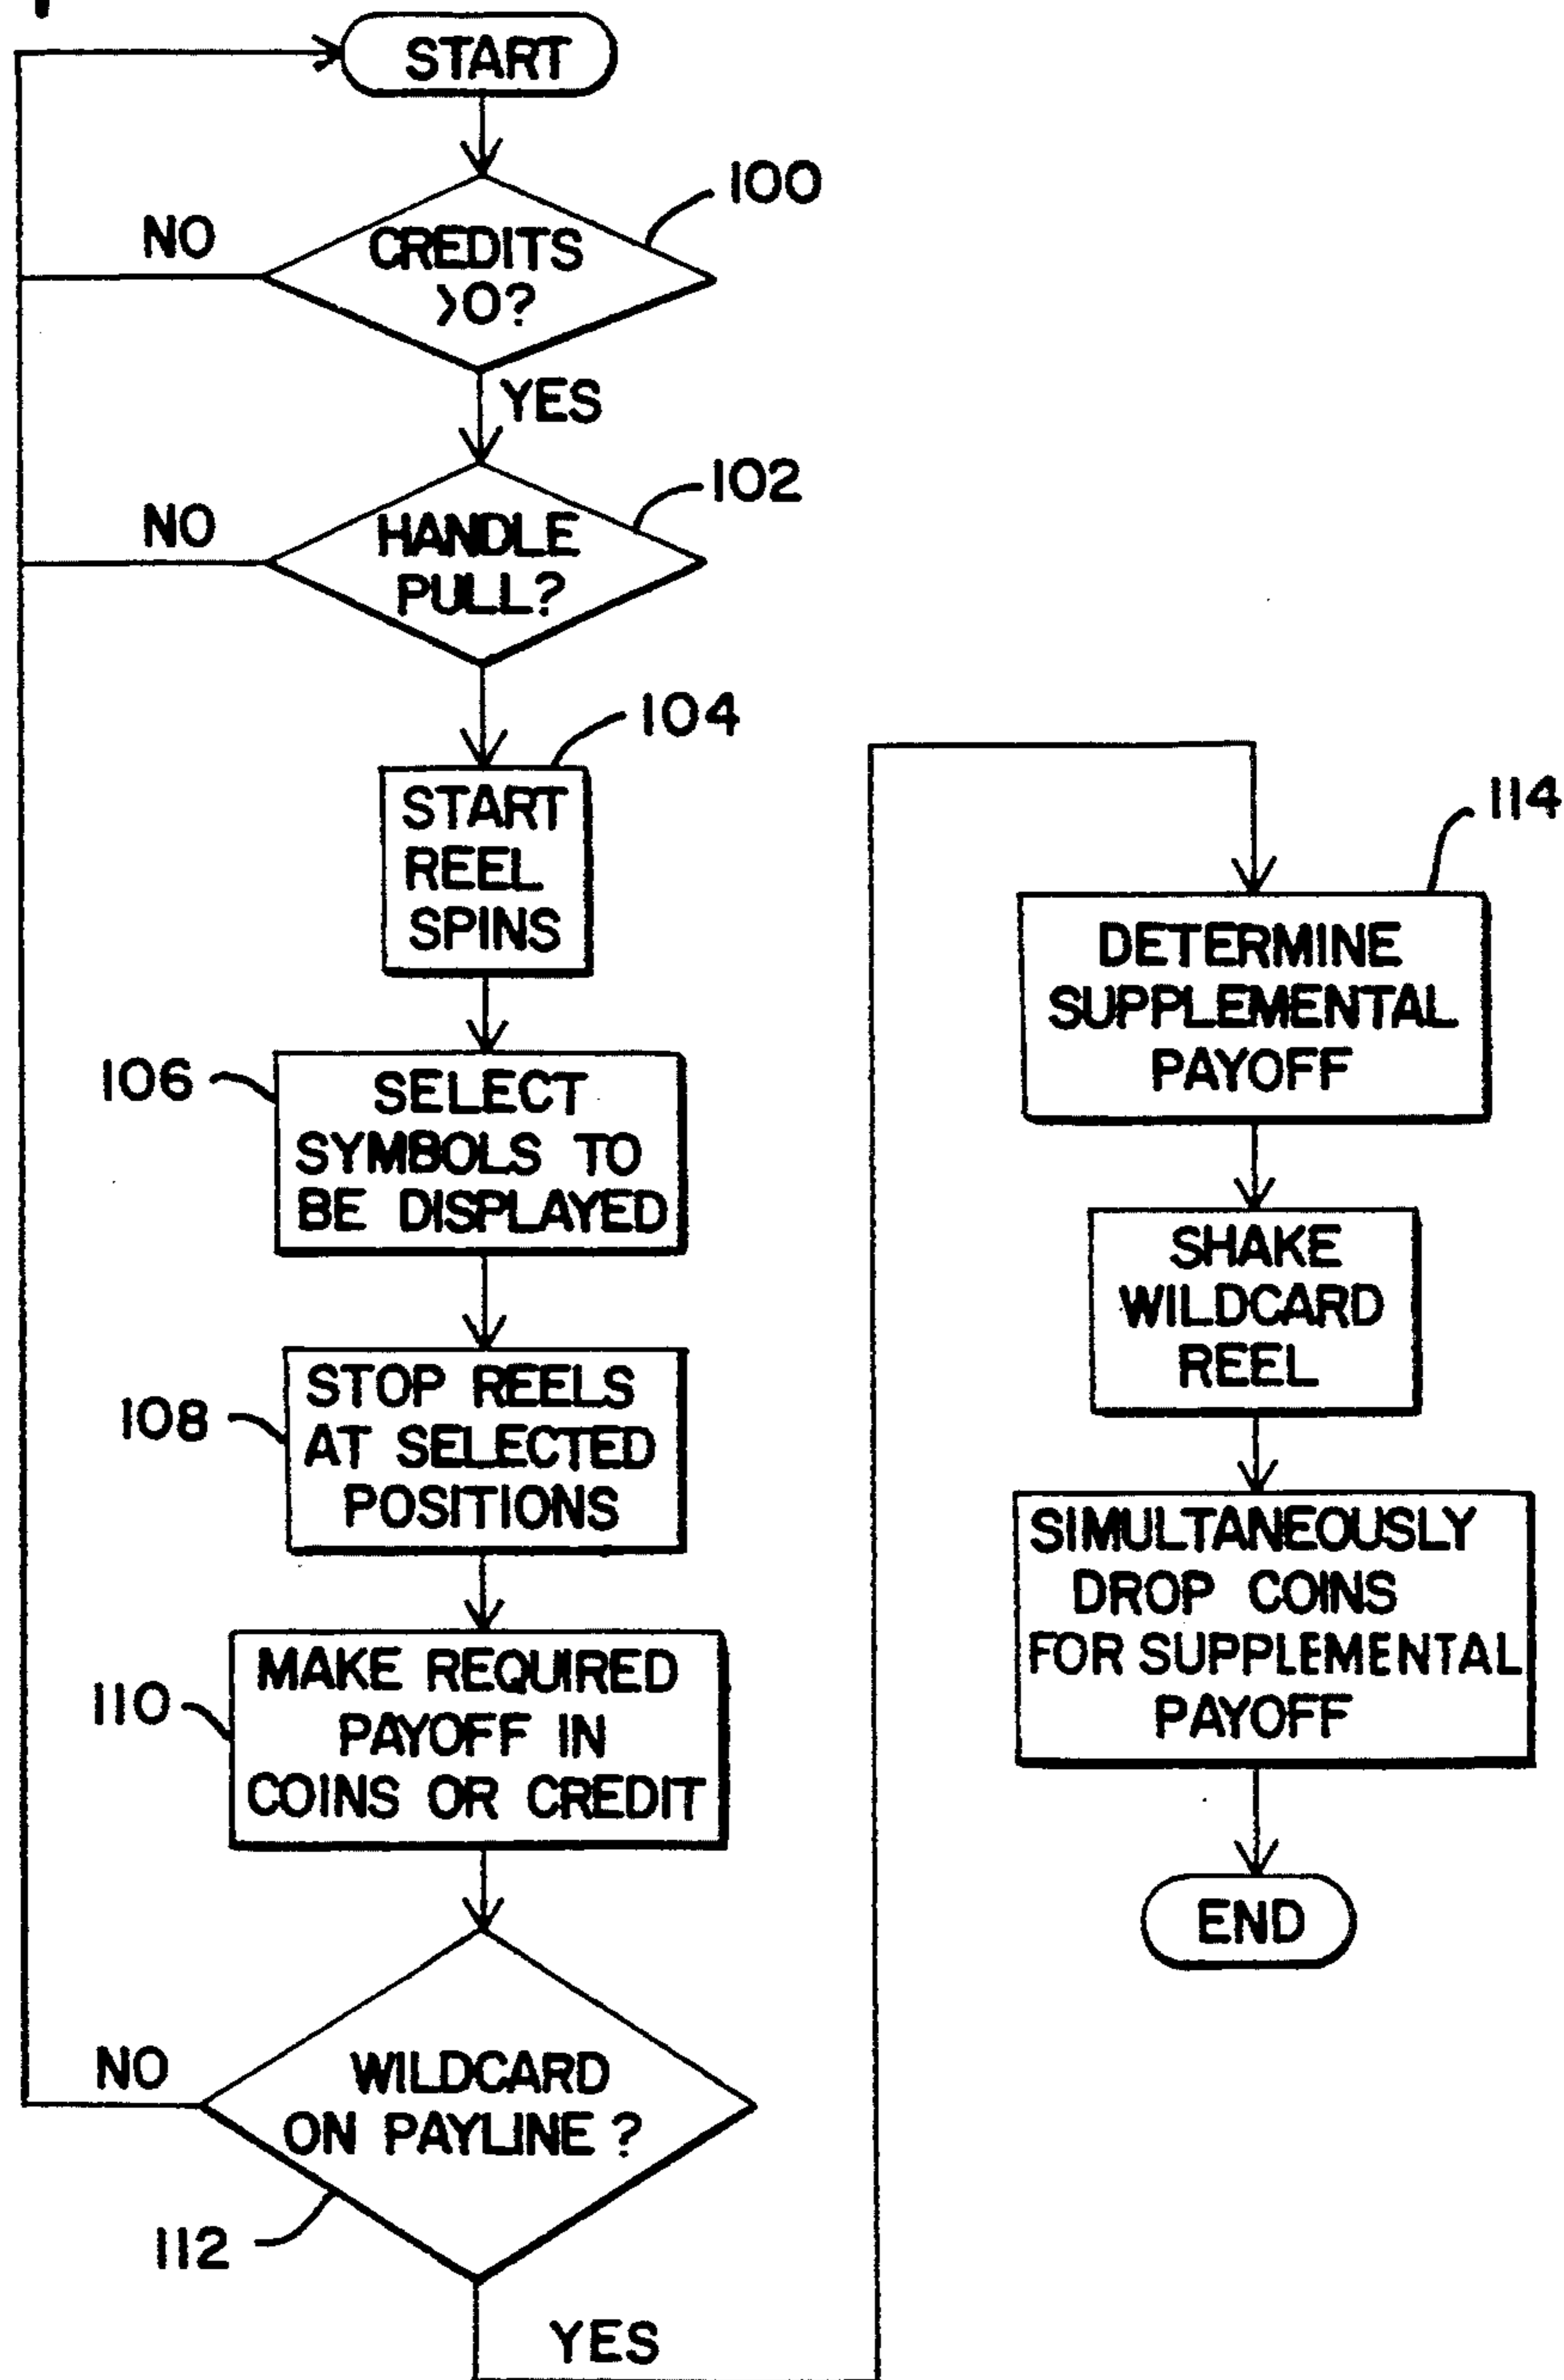 START
100
NO
CREDITS
>0?
YES
102
NO
HANDLE
PULL?
104
START
REEL
SPINS
106
SELECT
SYMBOLS TO
BE DISPLAYED
108
STOP REELS
AT SELECTED
POSITIONS
110
MAKE REQUIRED
PAYOFF IN
COINS OR CREDIT
NO
WILDCARD
ON PAYLINE ?
112
YES
114
DETERMINE
SUPPLEMENTAL
PAYOFF
SHAKE
WILDCARD
REEL
SIMULTANEOUSLY
DROP COINS
FOR SUPPLEMENTAL
PAYOFF
END